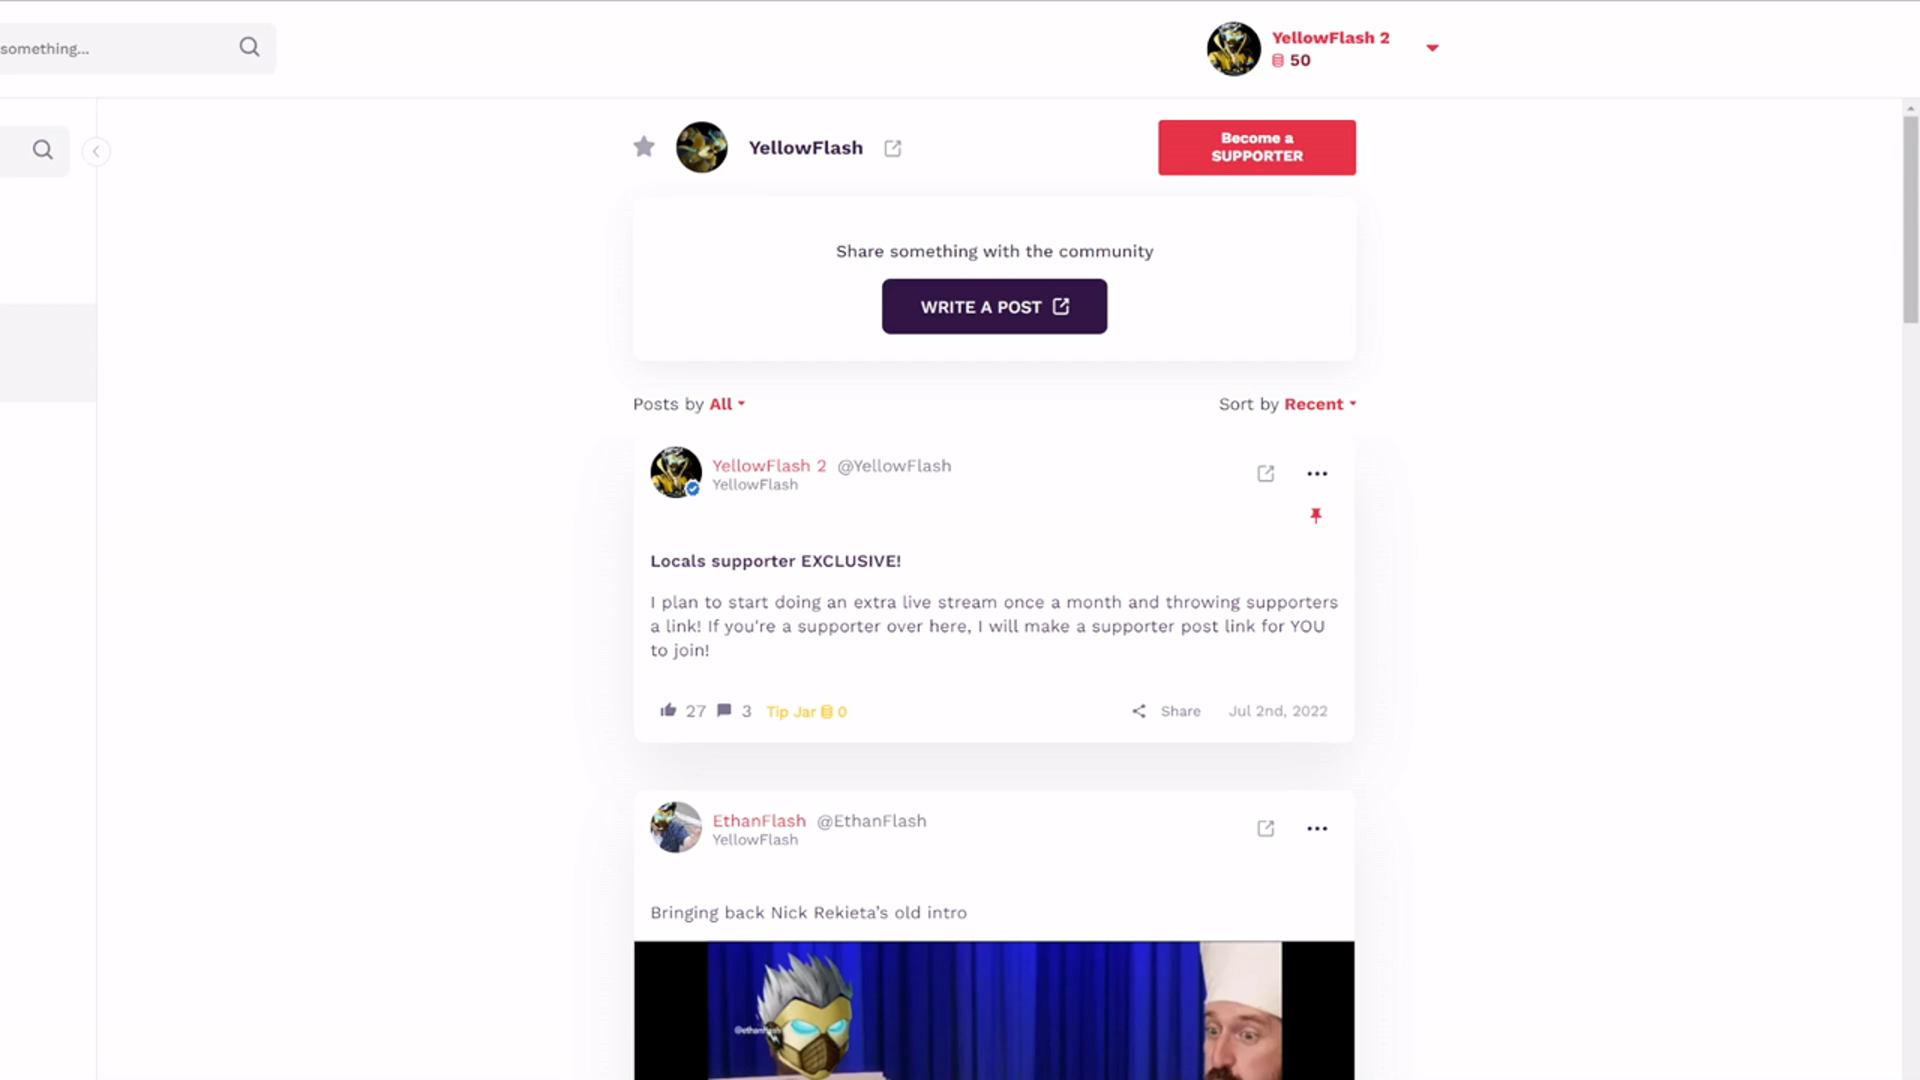 something...
YellowFlash 2
50
YellowFlash
Become a
SUPPORTER
Share something with the community
WRITE A POST
Posts by All
Sort by Recent
YellowFlash 2 @YellowFlash
YellowFlash
Locals supporter EXCLUSIVE!
I plan to start doing an extra live stream once a month and throwing supporters
a link! If you're a supporter over here, I will make a supporter post link for YOU
to join!
27 3 Tip Jar 0
Share Jul 2nd, 2022
EthanFlash @EthanFlash
YellowFlash
Bringing back Nick Rekieta's old intro
@ethanflash